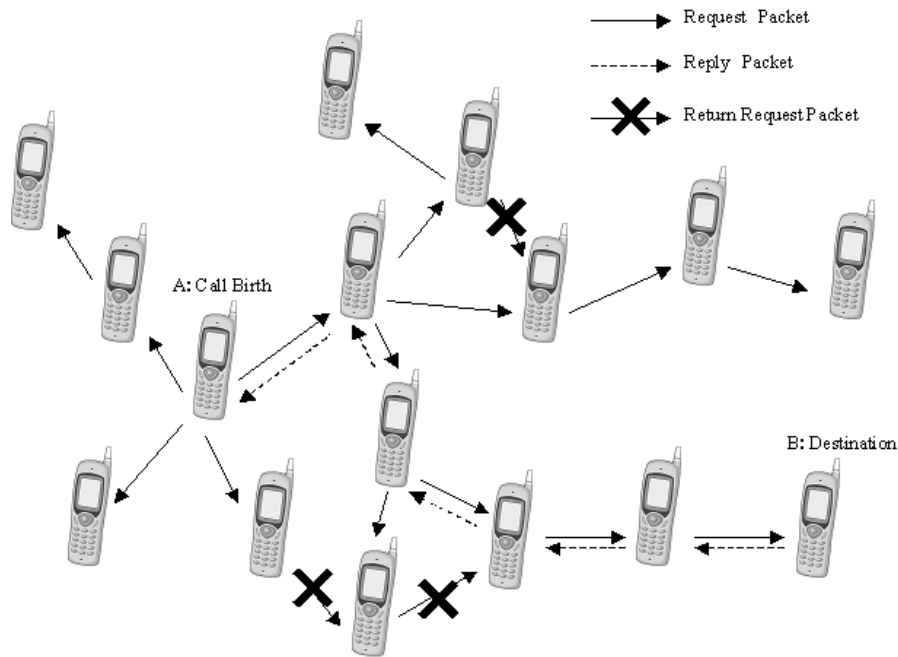 Request Packet
Reply Packet
Return Request Packet
A: Call Birth
B: Destination